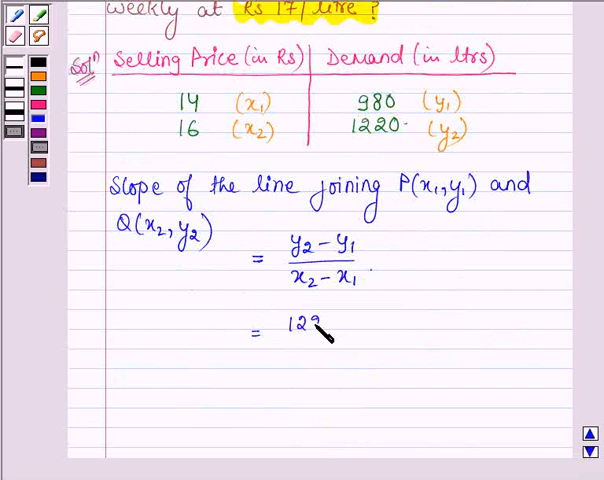 weekly at Rs 17/litre?
Solⁿ Selling Price (in Rs) Demand (in ltrs)
14 (x₁) 980 (y₁)
16 (x₂) 1220 (y₂)
Slope of the line joining P(x₁,y₁) and
Q(x₂,y₂)
= y₂-y₁ / x₂-x₁
= 122